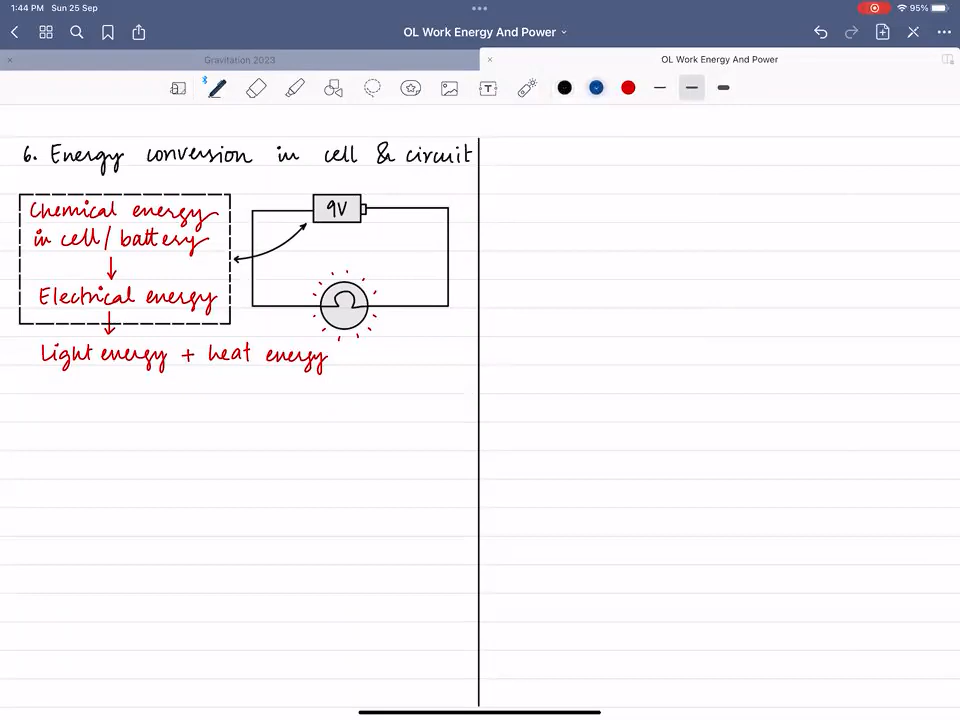 1:44 PM Sun 25 Sep
95%
OL Work Energy And Power
Gravitation 2023
OL Work Energy And Power
T
6. Energy conversion in cell & circuit
Chemical energy
in cell/battery
↓
Electrical energy
↓
Light energy + heat energy
9V